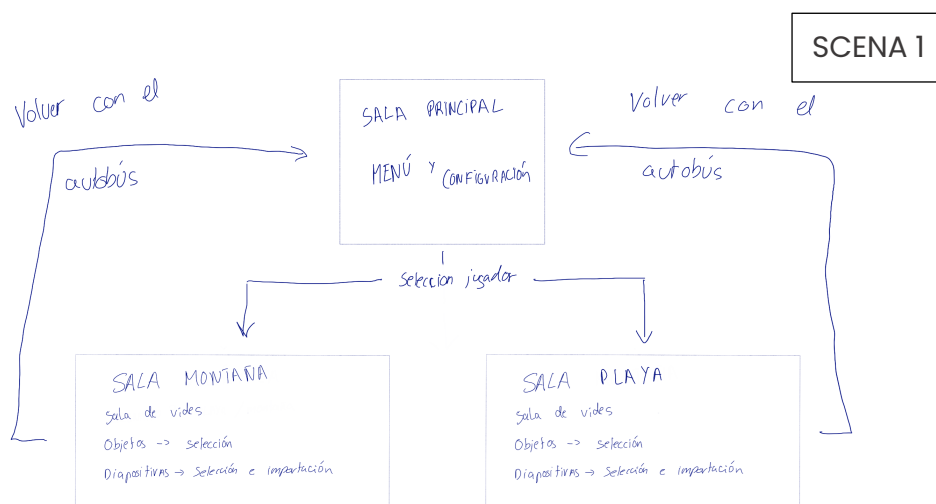 SCENA 1
Volver con el
autobús
SALA PRINCIPAL
MENÚ Y CONFIGURACIÓN
Volver con el
autobús
Selección jugador
SALA MONTAÑA
sala de vides
Objetos -> selección
Diapositivas -> Selección e importación
SALA PLAYA
sala de vides
Objetos -> selección
Diapositivas -> Selección e importación